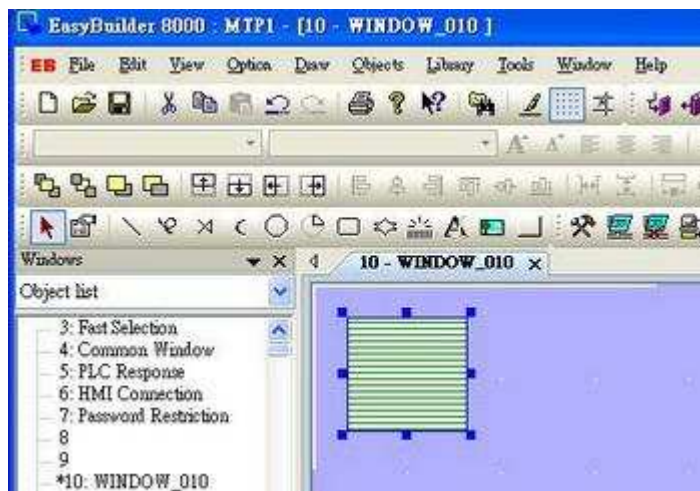 EasyBuilder 8000 : MTP1 - [10 - WINDOW_010 ]
EB File Edit View Option Draw Objects Library Tools Window Help
Windows
10 - WINDOW_010
Object list
3: Fast Selection
4: Common Window
5: PLC Response
6: HMI Connection
7: Password Restriction
8
9
*10: WINDOW_010